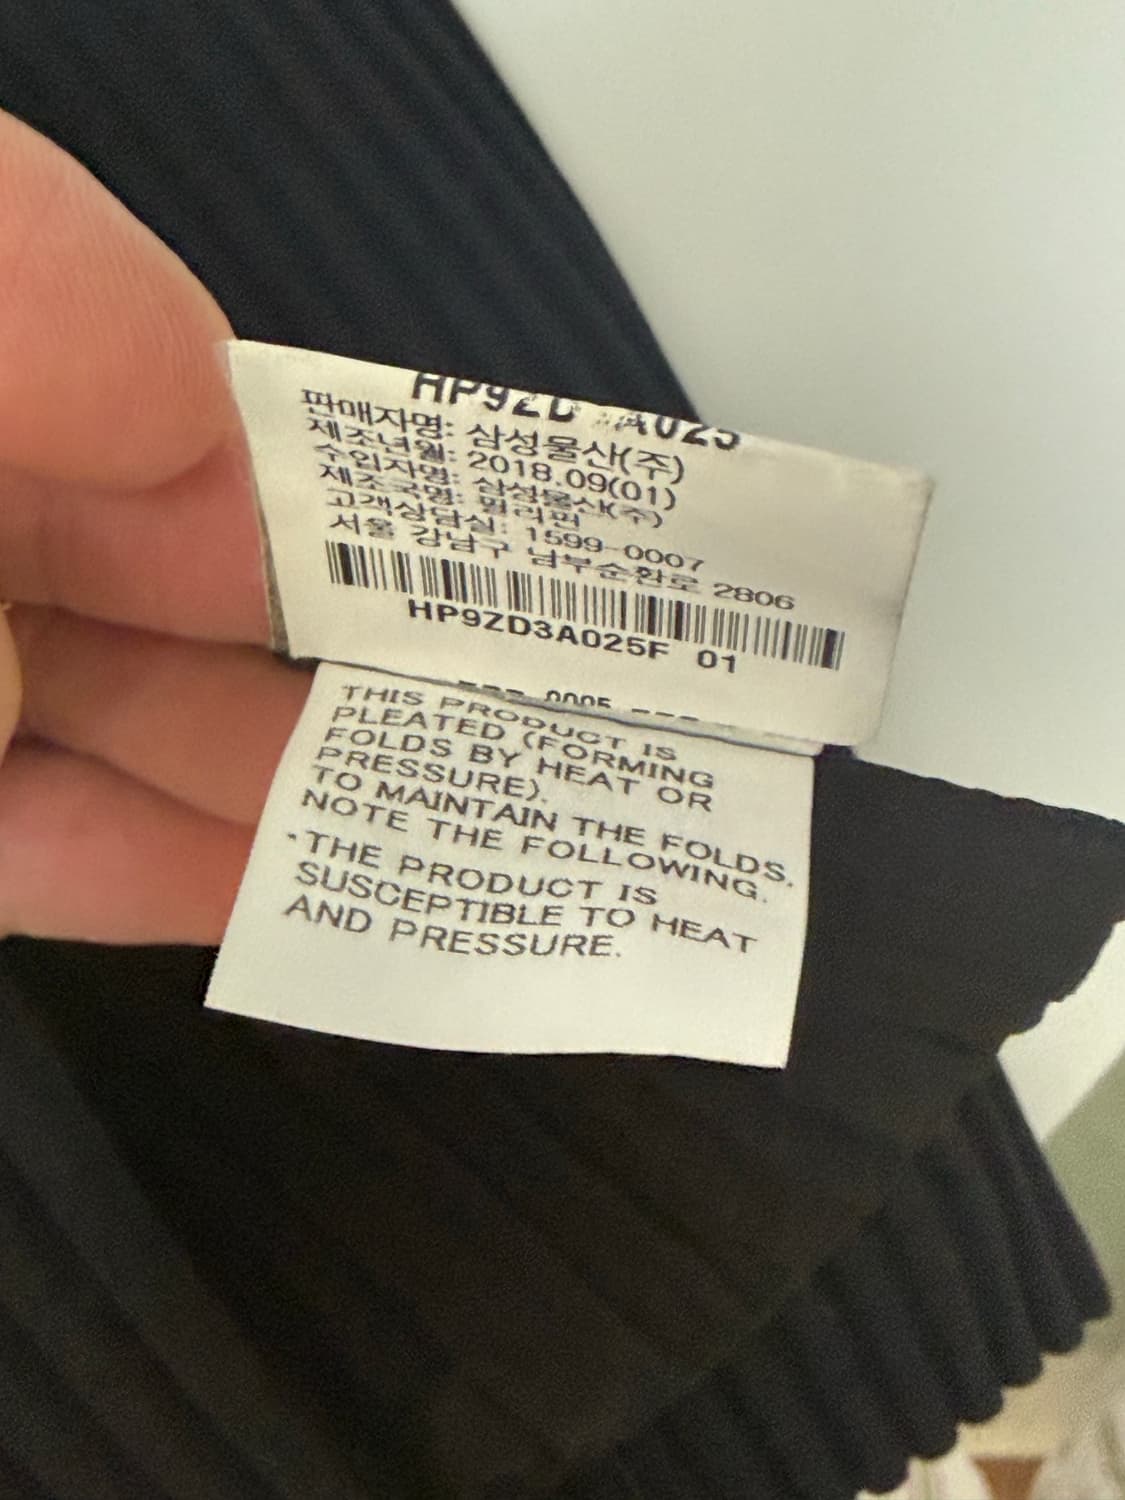 HP9ZD A025
판매자명: 삼성물산(주)
제조년월: 2018.09(01)
수입자명: 삼성물산(주)
제조국명: 필리핀
고객상담실: 1599-0007
서울 강남구 남부순환로 2806
HP9ZD3A025F 01
THIS PRODUCT IS
PLEATED (FORMING
FOLDS BY HEAT OR
PRESSURE).
TO MAINTAIN THE FOLDS.
NOTE THE FOLLOWING.
*THE PRODUCT IS
SUSCEPTIBLE TO HEAT
AND PRESSURE.